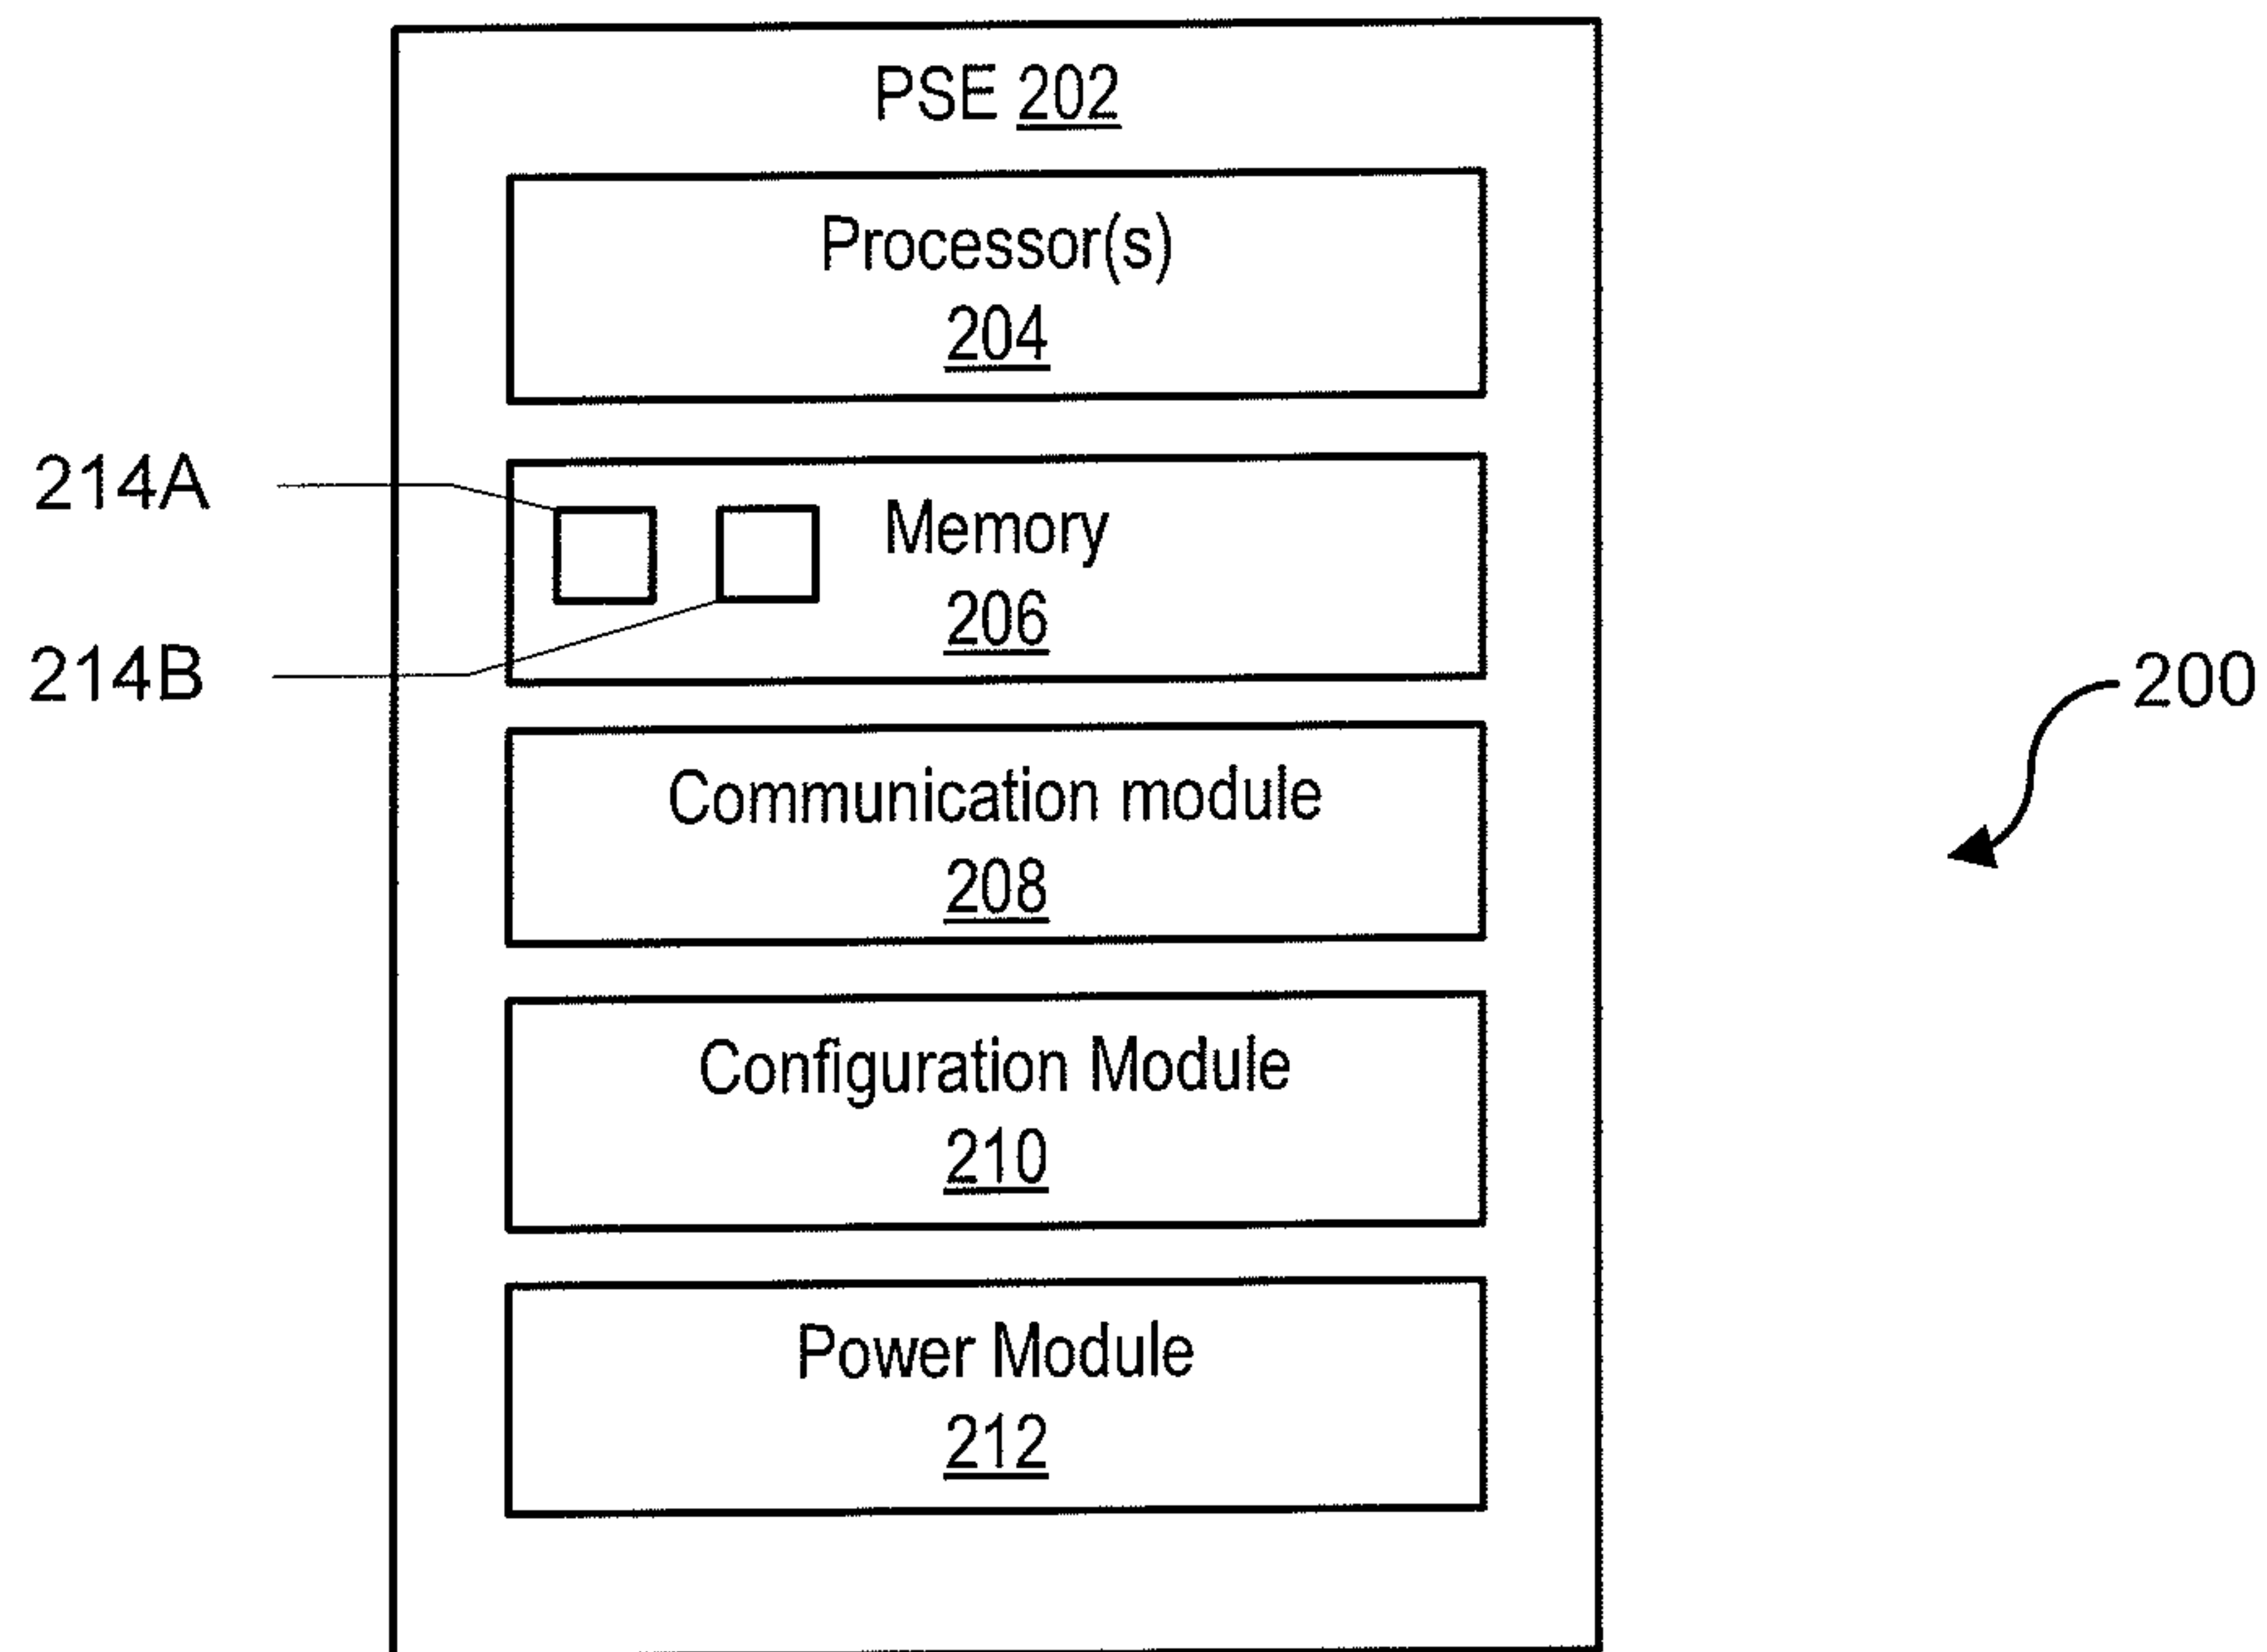 PSE 202
Processor(s)
204
214A
Memory
206
214B
200
Communication module
208
Configuration Module
210
Power Module
212